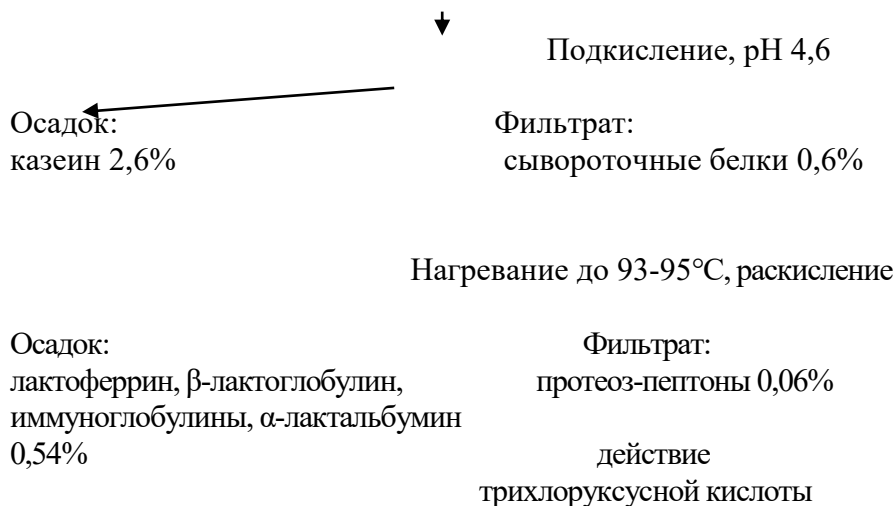 Подкисление, pH 4,6
Осадок: Фильтрат:
казеин 2,6% сывороточные белки 0,6%
Нагревание до 93-95°С, раскисление
Осадок: Фильтрат:
лактоферрин, β-лактоглобулин, протеоз-пептоны 0,06%
иммуноглобулины, α-лактальбумин
0,54% действие
трихлоруксусной кислоты